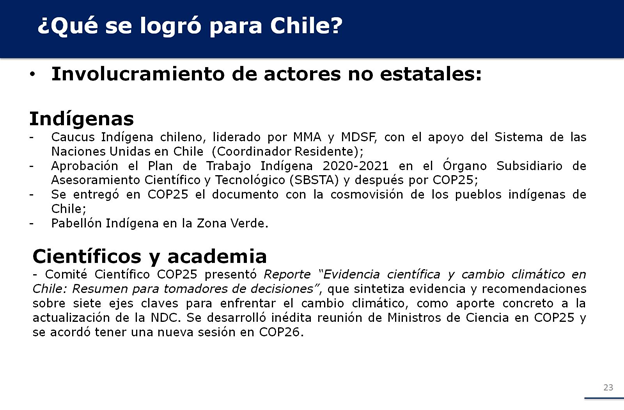 ¿Qué se logró para Chile?
• Involucramiento de actores no estatales:
Indígenas
- Caucus Indígena chileno, liderado por MMA y MDSF, con el apoyo del Sistema de las
Naciones Unidas en Chile (Coordinador Residente);
- Aprobación el Plan de Trabajo Indígena 2020-2021 en el Órgano Subsidiario de
Asesoramiento Científico y Tecnológico (SBSTA) y después por COP25;
- Se entregó en COP25 el documento con la cosmovisión de los pueblos indígenas de
Chile;
- Pabellón Indígena en la Zona Verde.
Científicos y academia
- Comité Científico COP25 presentó Reporte “Evidencia científica y cambio climático en
Chile: Resumen para tomadores de decisiones”, que sintetiza evidencia y recomendaciones
sobre siete ejes claves para enfrentar el cambio climático, como aporte concreto a la
actualización de la NDC. Se desarrolló inédita reunión de Ministros de Ciencia en COP25 y
se acordó tener una nueva sesión en COP26.
23